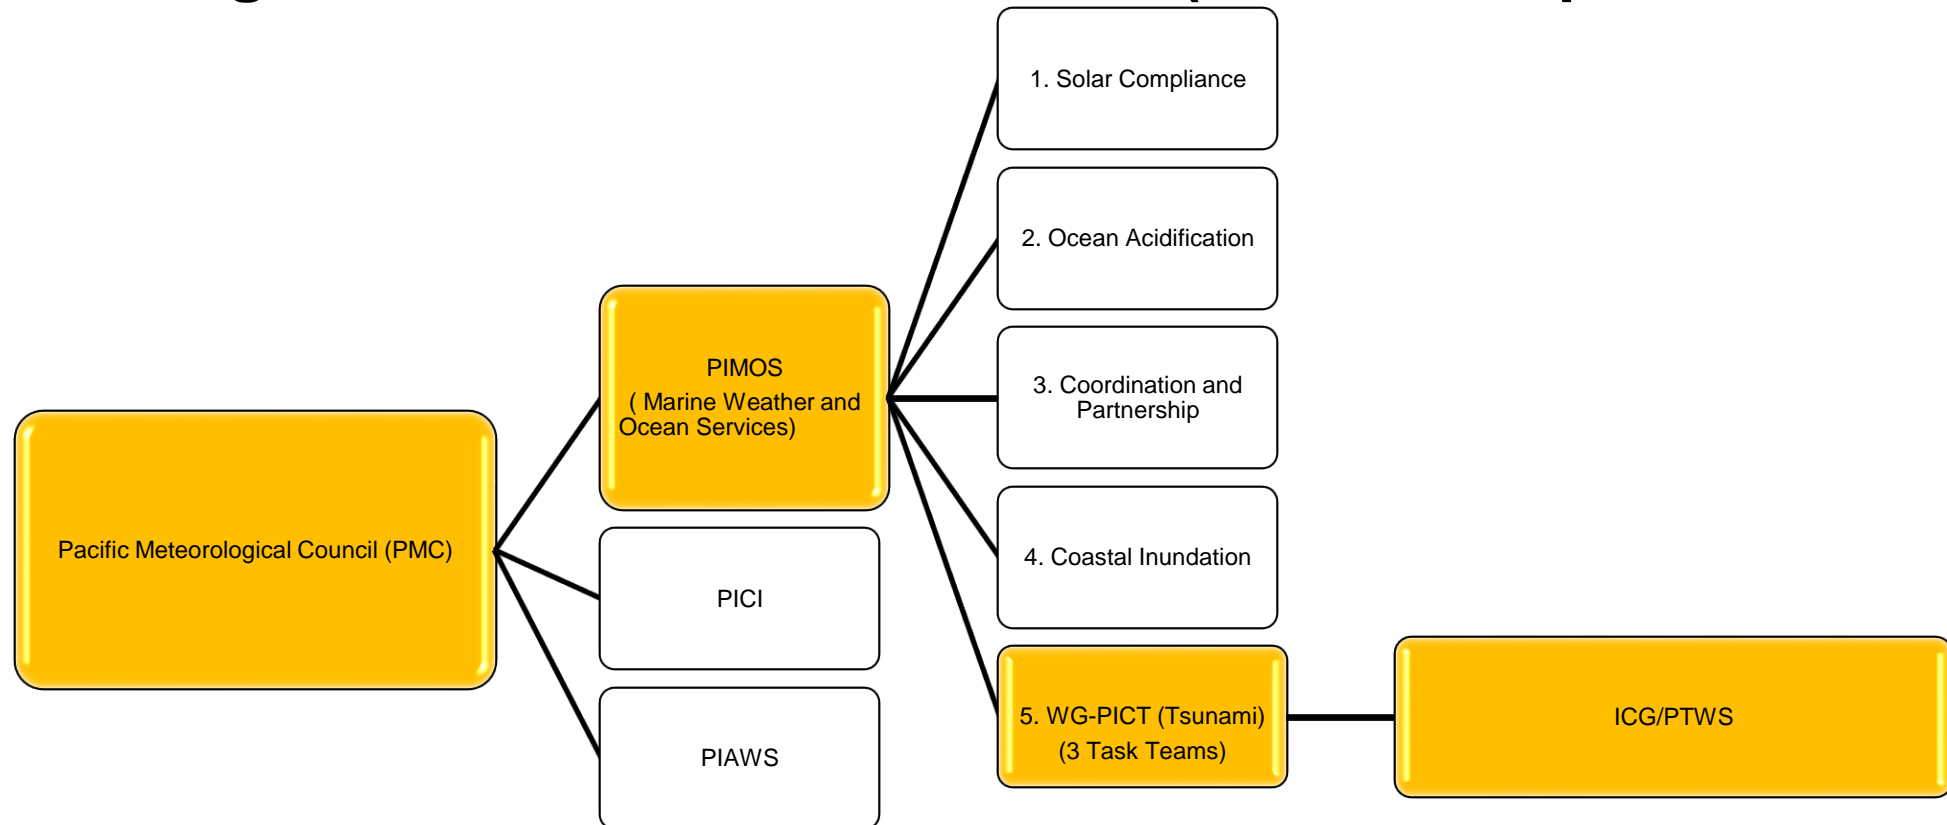 1. Solar Compliance
2. Ocean Acidification
3. Coordination and
Partnership
4. Coastal Inundation
5. WG-PICT (Tsunami)
(3 Task Teams)
PIMOS
( Marine Weather and
Ocean Services)
PICI
PIAWS
Pacific Meteorological Council (PMC)
ICG/PTWS